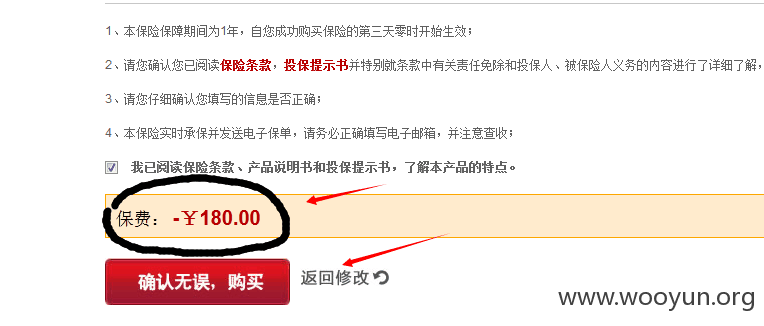 1、本保险保障期间为1年，自您成功购买保险的第三天零时开始生效；
2、请您确认您已阅读保险条款，投保提示书并特别就条款中有关责任免除和投保人、被保险人义务的内容进行了详细了解，
3、请您仔细确认您填写的信息是否正确；
4、本保险实时承保并发送电子保单，请务必正确填写电子邮箱，并注意查收；
我已阅读保险条款、产品说明书和投保提示书，了解本产品的特点。
保费： -￥180.00
确认无误，购买 返回修改
www.wooyun.org